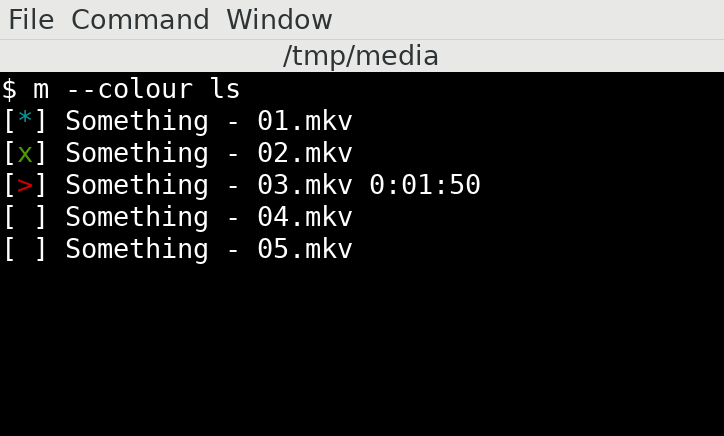 File Command Window
/tmp/media
$ m --colour ls
[*] Something - 01.mkv
[x] Something - 02.mkv
[>] Something - 03.mkv 0:01:50
[ ] Something - 04.mkv
[ ] Something - 05.mkv